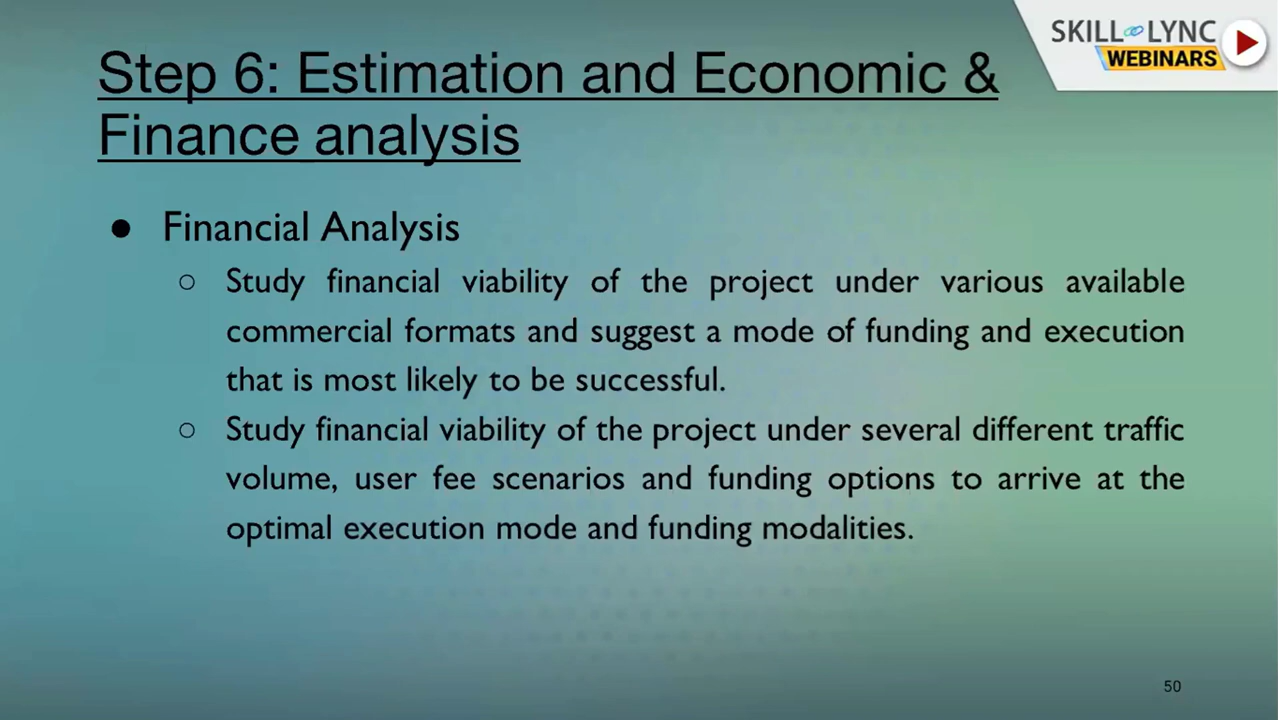 SKILL LYNC
WEBINARS
Step 6: Estimation and Economic &
Finance analysis
● Financial Analysis
○ Study financial viability of the project under various available
commercial formats and suggest a mode of funding and execution
that is most likely to be successful.
○ Study financial viability of the project under several different traffic
volume, user fee scenarios and funding options to arrive at the
optimal execution mode and funding modalities.
50